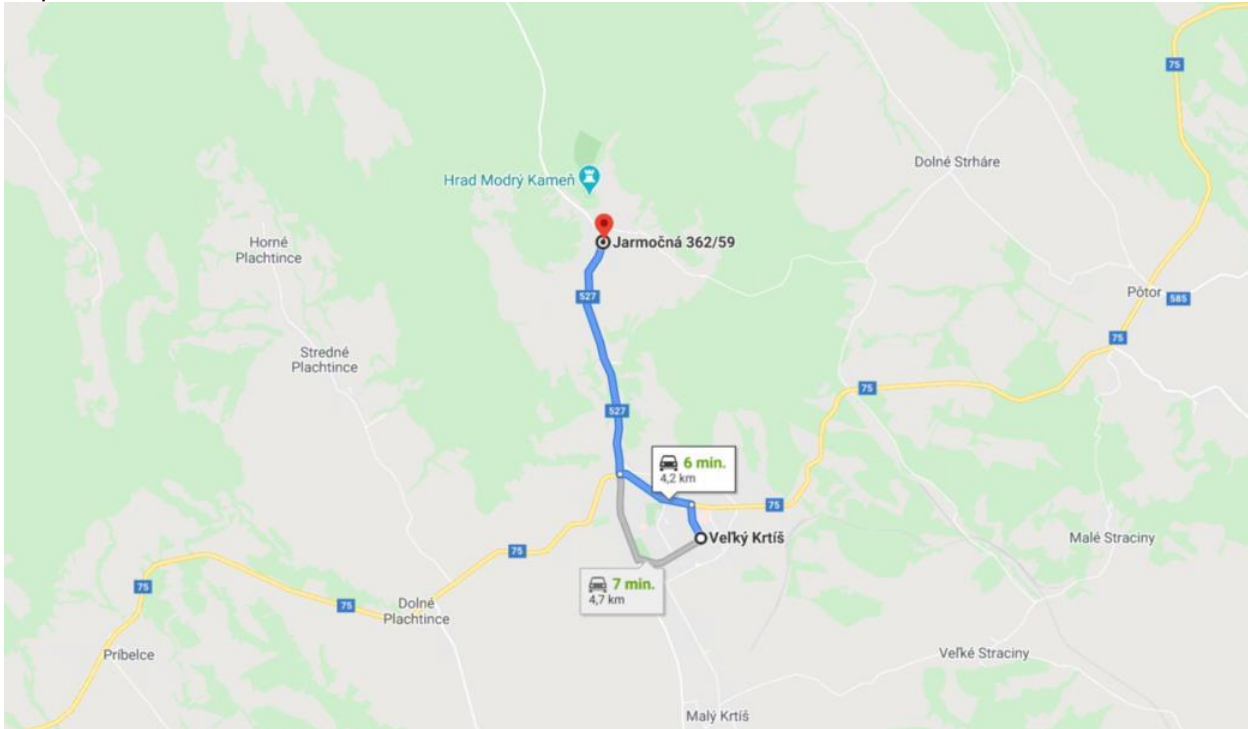 75
Dolné Strháre
Hrad Modrý Kameň
Jarmočná 362/59
Horné
Plachtince
527
Pôtor
585
75
Stredné
Plachtince
75
527
6 min.
4,2 km
75
Veľký Krtíš
Malé Straciny
75
7 min.
4,7 km
75
75
Dolné
Plachtince
Príbelce
Veľké Straciny
Malý Krtíš